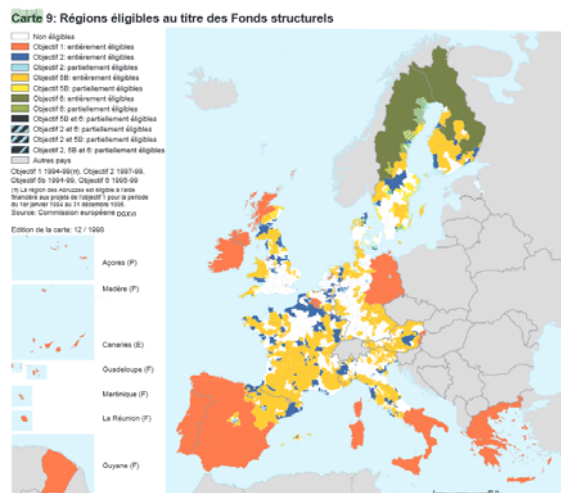 Carte 9: Régions éligibles au titre des Fonds structurels
Non éligibles
Objectif 1: entièrement éligibles
Objectif 2: entièrement éligibles
Objectif 2: partiellement éligibles
Objectif 5B: entièrement éligibles
Objectif 5B: partiellement éligibles
Objectif 6: entièrement éligibles
Objectif 6: partiellement éligibles
Objectif 5B et 6: partiellement éligibles
Objectif 2 et 6: partiellement éligibles
Objectif 2 et 5B: partiellement éligibles
Objectif 2, 5B et 6: partiellement éligibles
Autres pays
Objectif 1 1994-99(*), Objectif 2 1997-99,
Objectif 5b 1994-99, Objectif 6 1995-99
(*) La région des Abruzzes est éligible à l'aide
financière aux projets de l'objectif 1 pour la période
du 1er janvier 1994 au 31 décembre 1996.
Source: Commission européenne DGXVI
Edition de la carte: 12 / 1998
Açores (P)
Madère (P)
Canaries (E)
Guadeloupe (F)
Martinique (F)
La Réunion (F)
Guyane (F)